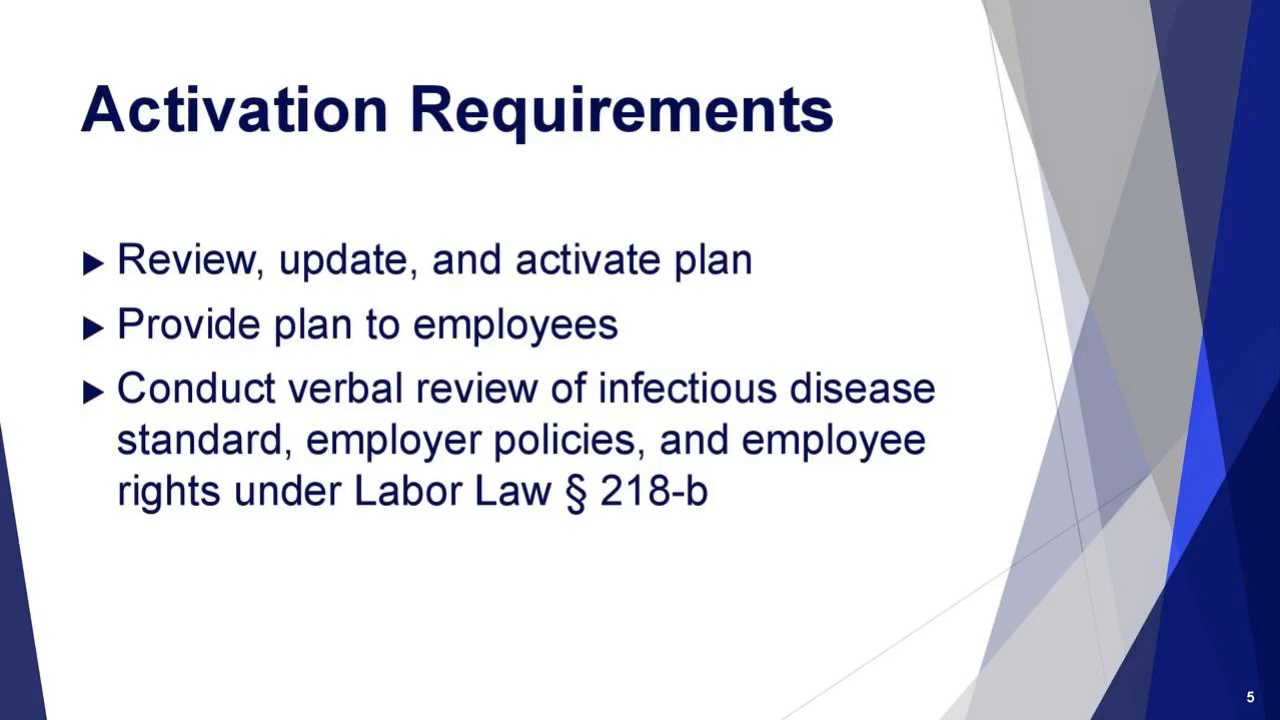 Activation Requirements
Review, update, and activate plan
Provide plan to employees
Conduct verbal review of infectious disease
standard, employer policies, and employee
rights under Labor Law § 218-b
5